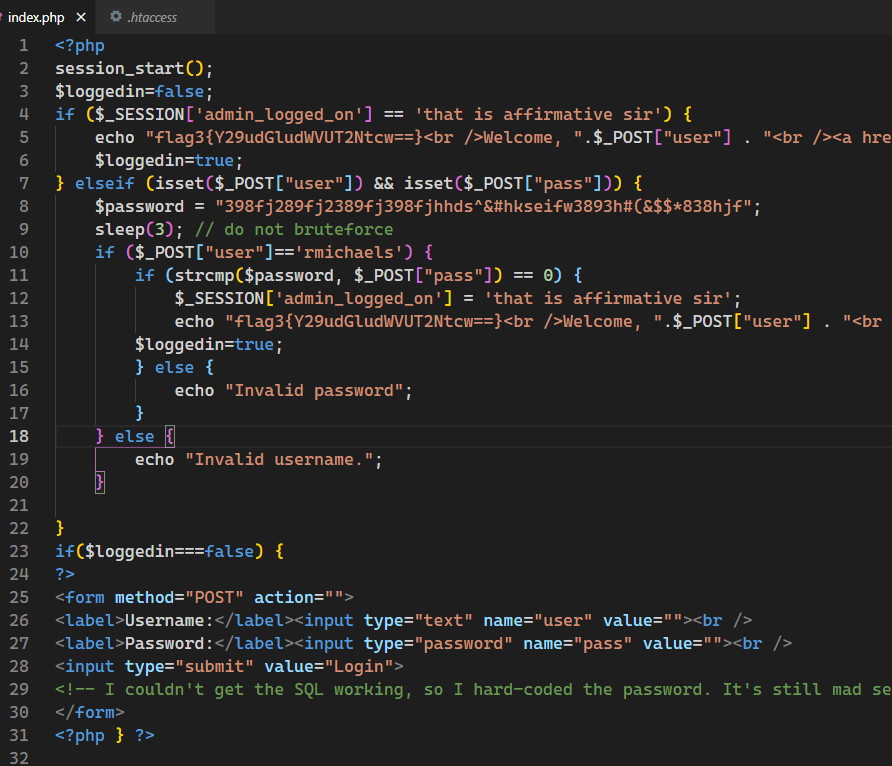 index.php × .htaccess
1 <?php
2 session_start();
3 $loggedin=false;
4 if ($_SESSION['admin_logged_on'] == 'that is affirmative sir') {
5 echo "flag3{Y29udGludWVUT2Ntcw==}<br />Welcome, ".$_POST["user"] . "<br /><a hre
6 $loggedin=true;
7 } elseif (isset($_POST["user"]) && isset($_POST["pass"])) {
8 $password = "398fj289fj2389fj398fjhhds^&#hkseifw3893h#(&$$*838hjf";
9 sleep(3); // do not bruteforce
10 if ($_POST["user"]=='rmichaels') {
11 if (strcmp($password, $_POST["pass"]) == 0) {
12 $_SESSION['admin_logged_on'] = 'that is affirmative sir';
13 echo "flag3{Y29udGludWVUT2Ntcw==}<br />Welcome, ".$_POST["user"] . "<br
14 $loggedin=true;
15 } else {
16 echo "Invalid password";
17 }
18 } else {
19 echo "Invalid username.";
20 }
21
22 }
23 if($loggedin===false) {
24 ?>
25 <form method="POST" action="">
26 <label>Username:</label><input type="text" name="user" value=""><br />
27 <label>Password:</label><input type="password" name="pass" value=""><br />
28 <input type="submit" value="Login">
29 <!-- I couldn't get the SQL working, so I hard-coded the password. It's still mad se
30 </form>
31 <?php } ?>
32